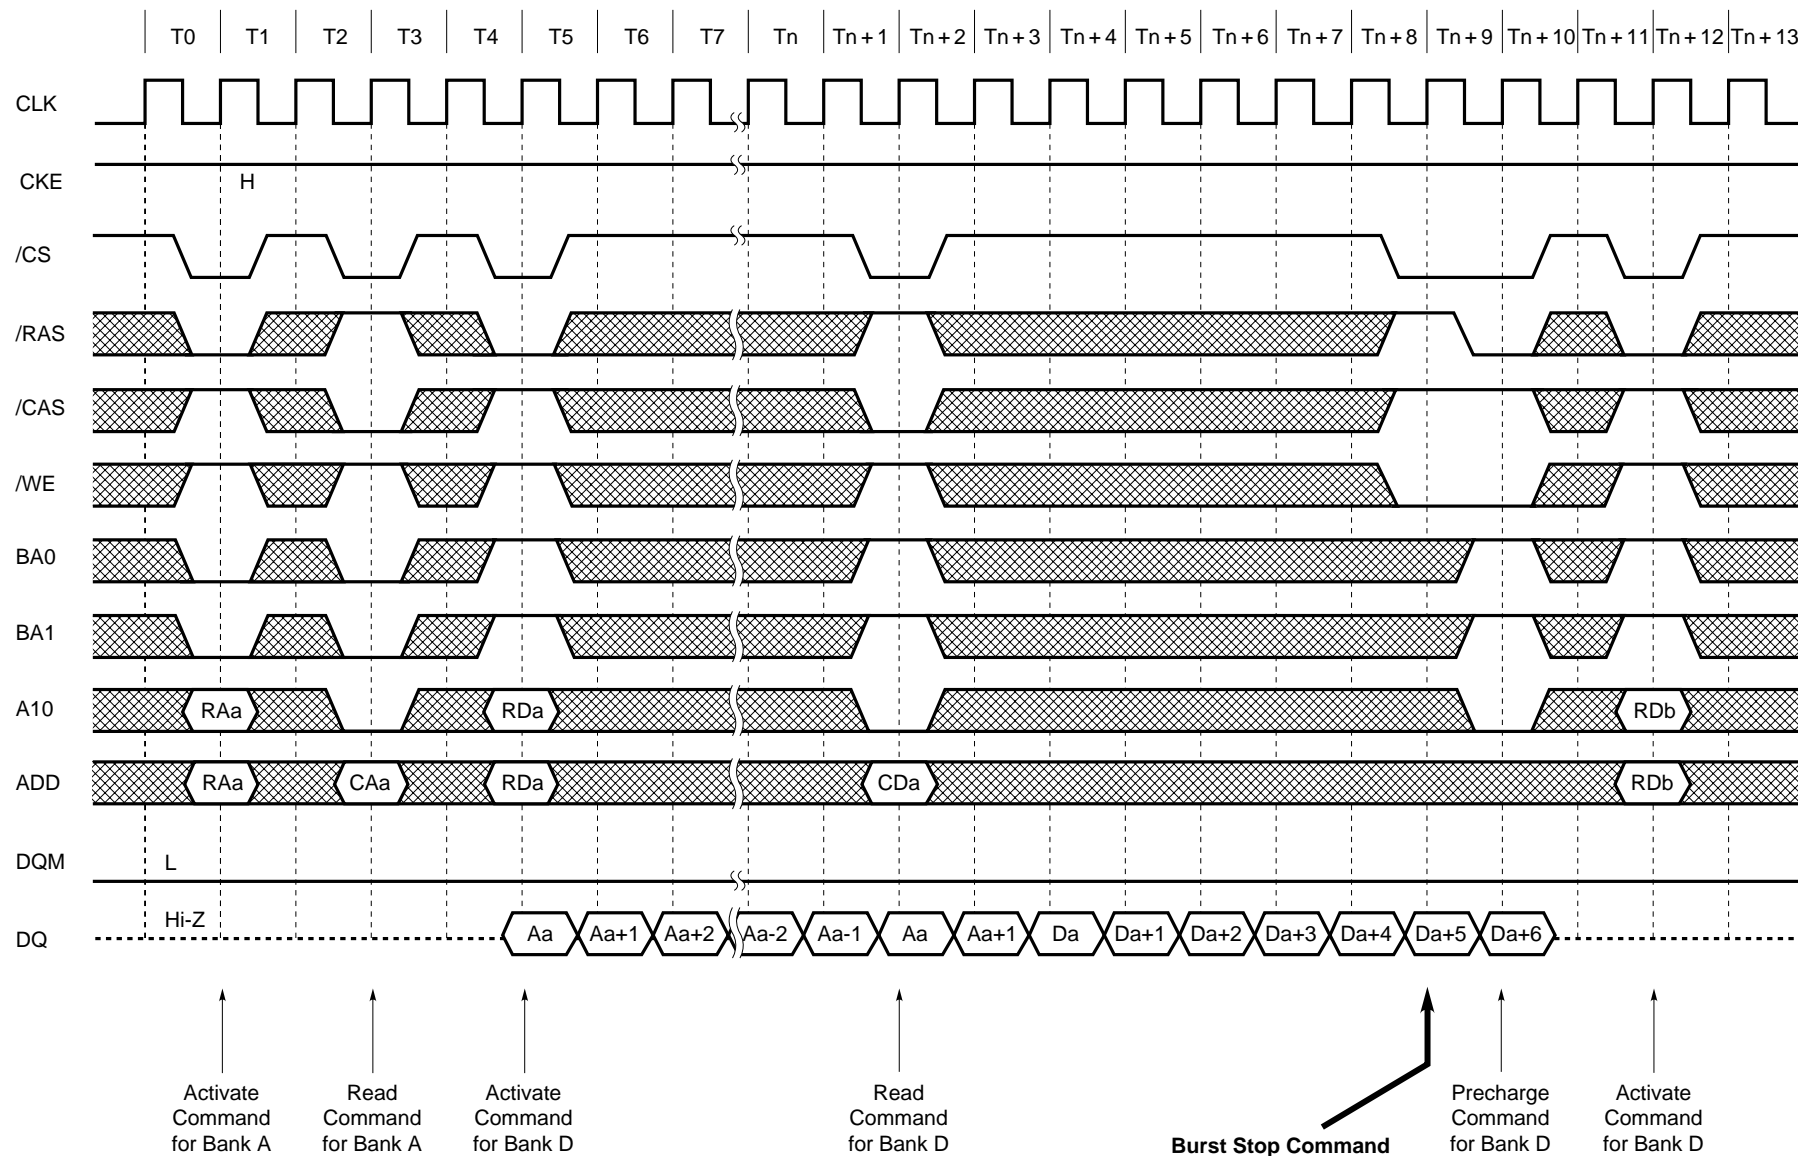 T0 T1 T2 T3 T4 T5 T6 T7 Tn Tn + 1 Tn + 2 Tn + 3 Tn + 4 Tn + 5 Tn + 6 Tn + 7 Tn + 8 Tn + 9 Tn + 10 Tn + 11 Tn + 12 Tn + 13
CLK
CKE H
/CS
/RAS
/CAS
/WE
BA0
BA1
A10 RAa RDa RDb
ADD RAa CAa RDa CDa RDb
DQM L
Hi-Z
DQ Aa Aa+1 Aa+2 Aa-2 Aa-1 Aa Aa+1 Da Da+1 Da+2 Da+3 Da+4 Da+5 Da+6
Activate
Command
for Bank A
Read
Command
for Bank A
Activate
Command
for Bank D
Read
Command
for Bank D
Burst Stop Command
Precharge
Command
for Bank D
Activate
Command
for Bank D